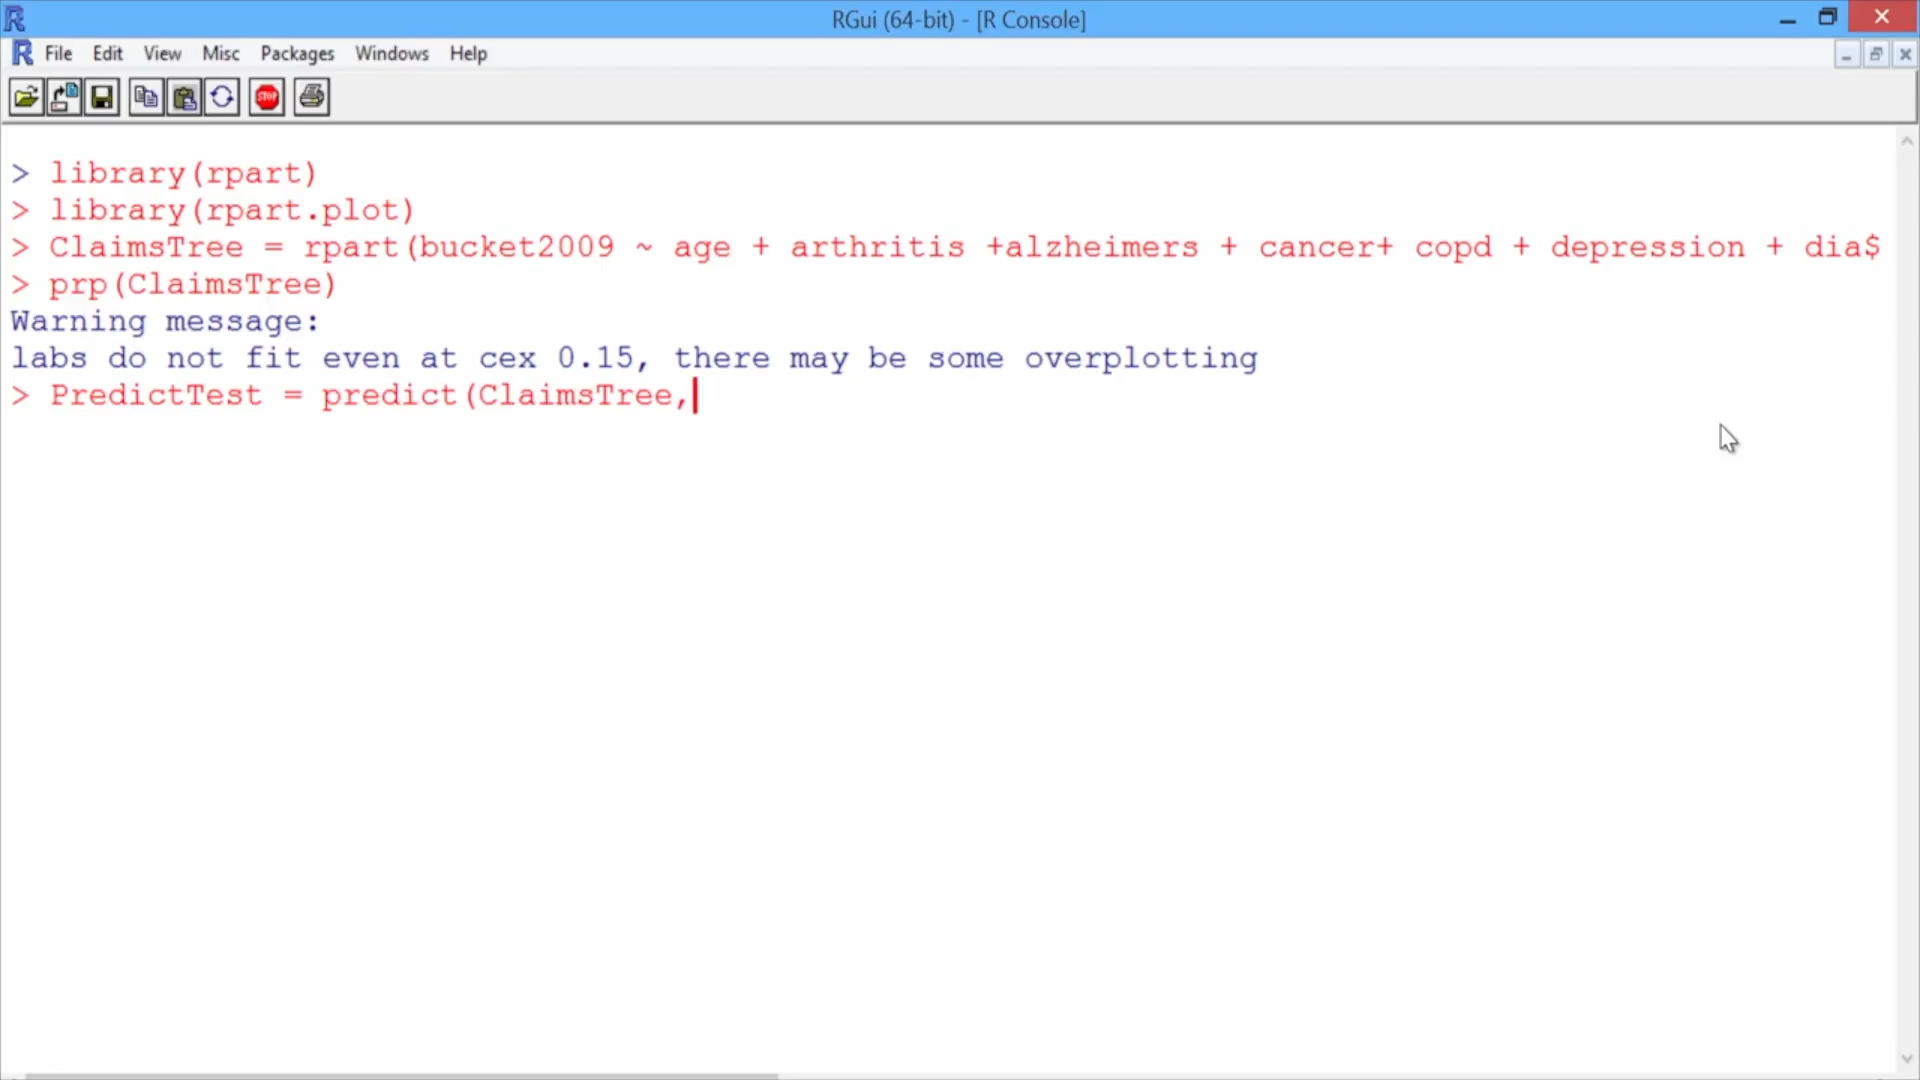 RGui (64-bit) - [R Console]
File Edit View Misc Packages Windows Help
STOP
> library(rpart)
> library(rpart.plot)
> ClaimsTree = rpart(bucket2009 ~ age + arthritis +alzheimers + cancer+ copd + depression + dia$
> prp(ClaimsTree)
Warning message:
labs do not fit even at cex 0.15, there may be some overplotting
> PredictTest = predict(ClaimsTree,